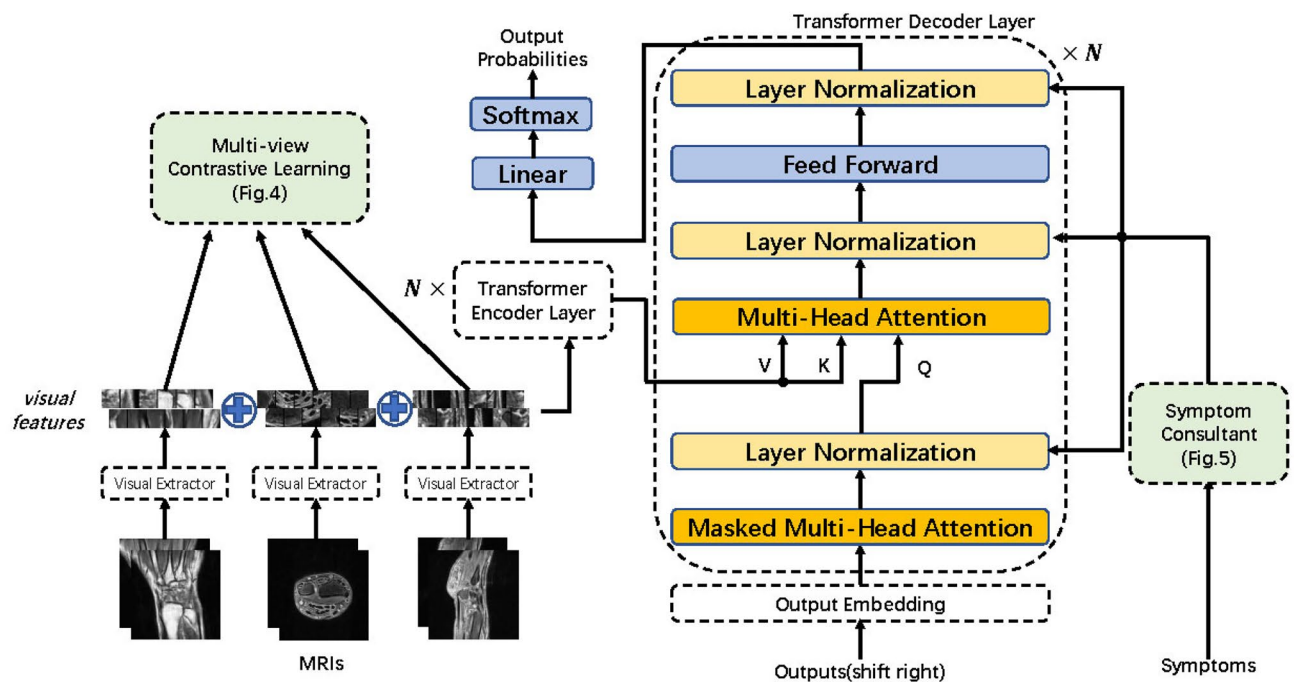 Transformer Decoder Layer
× N
Output
Probabilities
Softmax
Linear
Layer Normalization
Feed Forward
Layer Normalization
Multi-Head Attention
V
K
Q
Layer Normalization
Masked Multi-Head Attention
Output Embedding
Outputs(shift right)
Multi-view
Contrastive Learning
(Fig.4)
N ×
Transformer
Encoder Layer
visual
features
Visual Extractor
Visual Extractor
Visual Extractor
MRIs
Symptom
Consultant
(Fig.5)
Symptoms